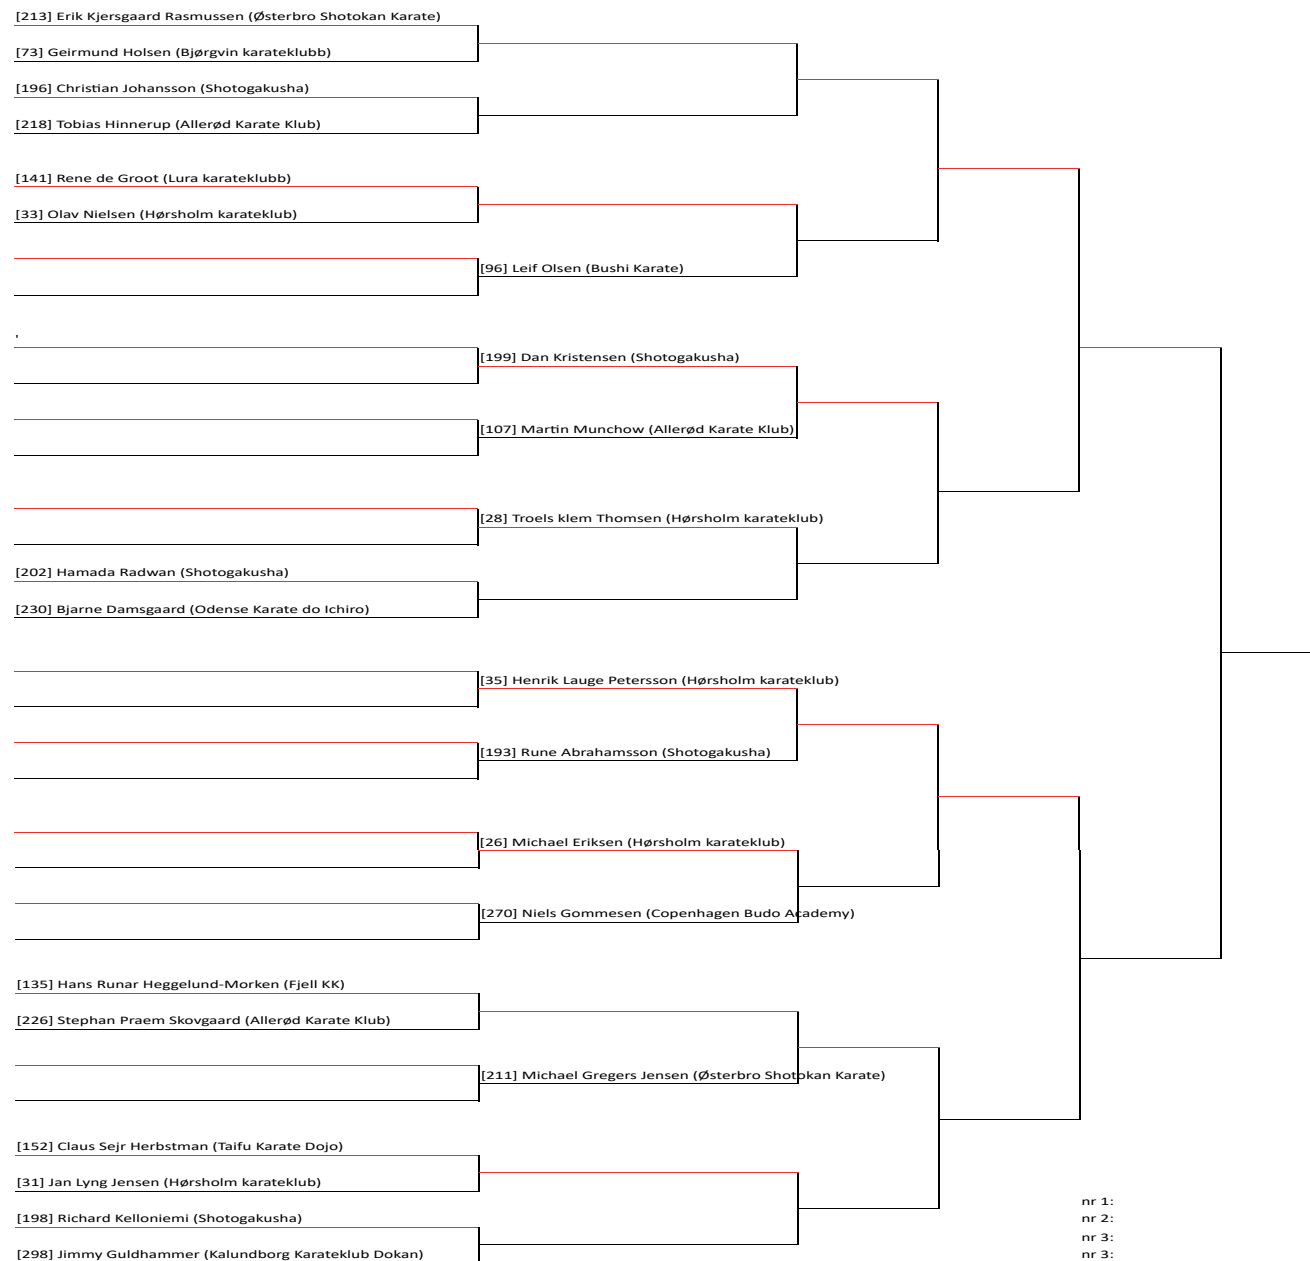 [213] Erik Kjersgaard Rasmussen (Østerbro Shotokan Karate)
[73] Geirmund Holsen (Bjørgvin karateklubb)
[196] Christian Johansson (Shotogakusha)
[218] Tobias Hinnerup (Allerød Karate Klub)
[141] Rene de Groot (Lura karateklubb)
[33] Olav Nielsen (Hørsholm karateklub)
[96] Leif Olsen (Bushi Karate)
'
[199] Dan Kristensen (Shotogakusha)
[107] Martin Munchow (Allerød Karate Klub)
[28] Troels klem Thomsen (Hørsholm karateklub)
[202] Hamada Radwan (Shotogakusha)
[230] Bjarne Damsgaard (Odense Karate do Ichiro)
[35] Henrik Lauge Petersson (Hørsholm karateklub)
[193] Rune Abrahamsson (Shotogakusha)
[26] Michael Eriksen (Hørsholm karateklub)
[270] Niels Gommesen (Copenhagen Budo Academy)
[135] Hans Runar Heggelund-Morken (Fjell KK)
[226] Stephan Praem Skovgaard (Allerød Karate Klub)
[211] Michael Gregers Jensen (Østerbro Shotokan Karate)
[152] Claus Sejr Herbstman (Taifu Karate Dojo)
[31] Jan Lyng Jensen (Hørsholm karateklub)
[198] Richard Kelloniemi (Shotogakusha)
[298] Jimmy Guldhammer (Kalundborg Karateklub Dokan)
nr 1:
nr 2:
nr 3:
nr 3: